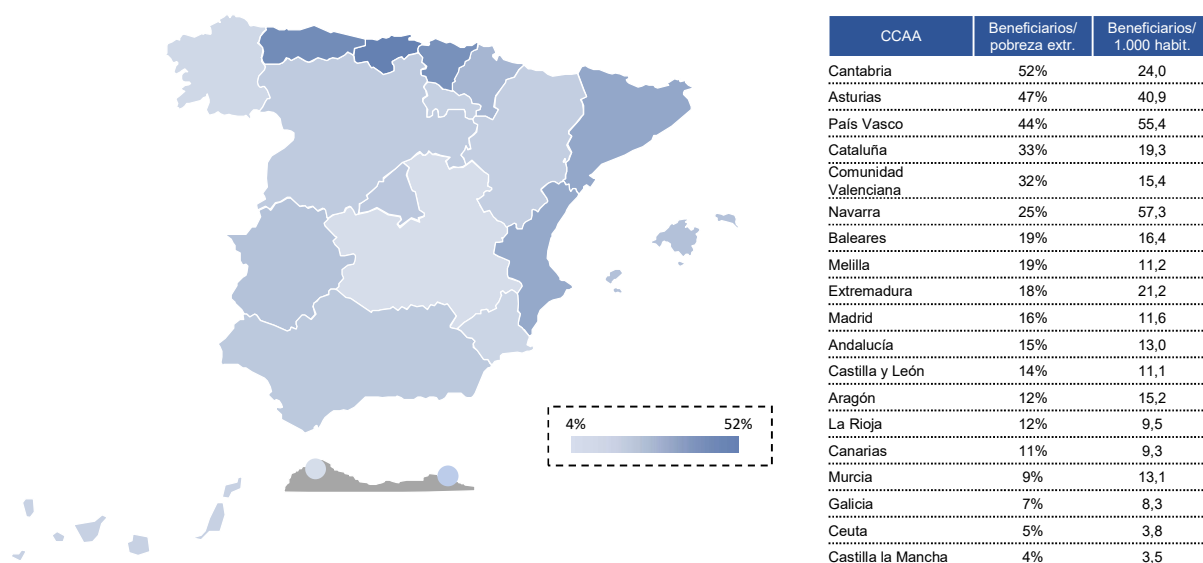 4% 52%
CCAA Beneficiarios/ pobreza extr. Beneficiarios/ 1.000 habit.
Cantabria 52% 24,0
Asturias 47% 40,9
País Vasco 44% 55,4
Cataluña 33% 19,3
Comunidad Valenciana 32% 15,4
Navarra 25% 57,3
Baleares 19% 16,4
Melilla 19% 11,2
Extremadura 18% 21,2
Madrid 16% 11,6
Andalucía 15% 13,0
Castilla y León 14% 11,1
Aragón 12% 15,2
La Rioja 12% 9,5
Canarias 11% 9,3
Murcia 9% 13,1
Galicia 7% 8,3
Ceuta 5% 3,8
Castilla la Mancha 4% 3,5